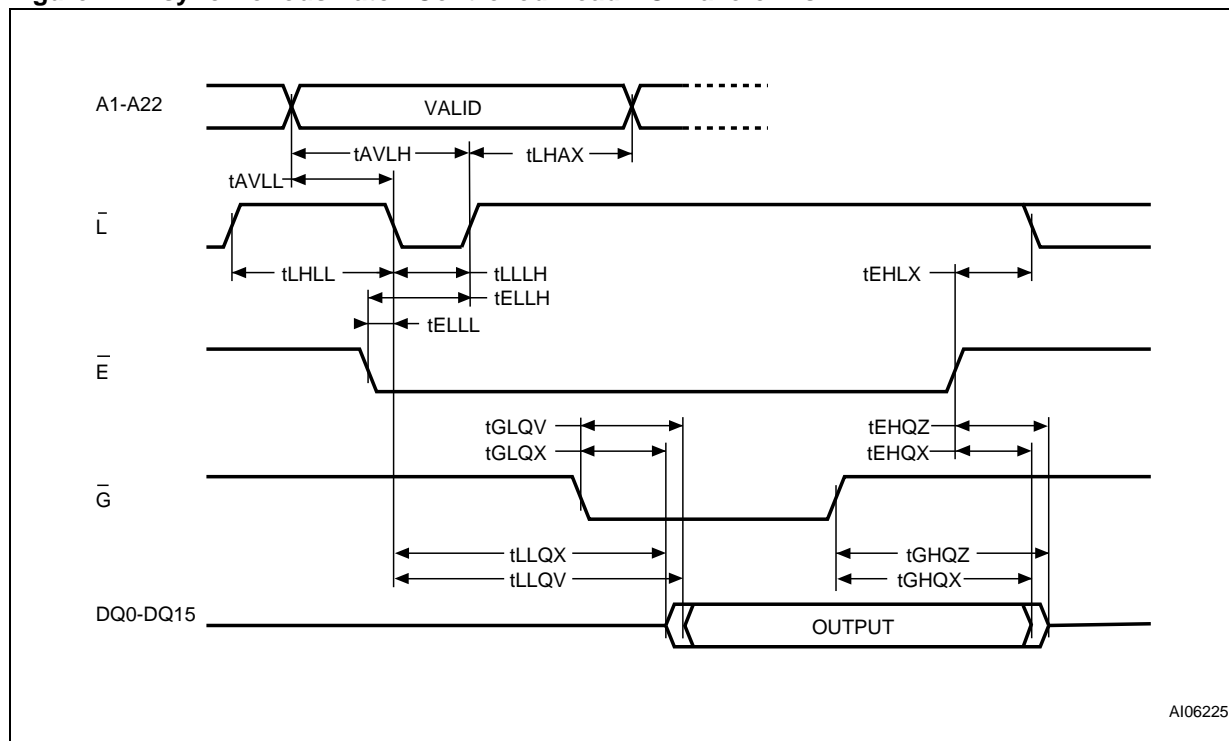 A1-A22
VALID
tAVLH
tLHAX
tAVLL
L̅
tLHLL
tLLLH
tEHLX
tELLH
tELLL
E̅
tGLQV
tEHQZ
tGLQX
tEHQX
G̅
tLLQX
tGHQZ
tLLQV
tGHQX
DQ0-DQ15
OUTPUT
AI06225